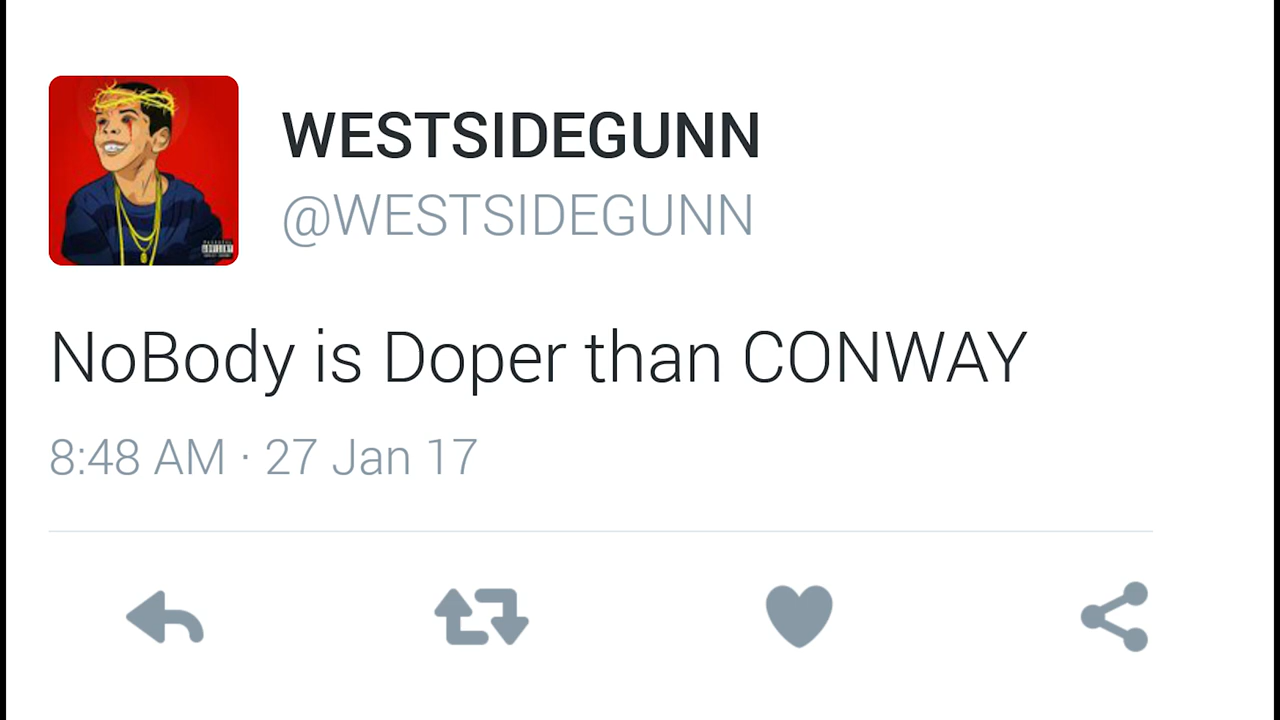 WESTSIDEGUNN
@WESTSIDEGUNN
NoBody is Doper than CONWAY
8:48 AM · 27 Jan 17